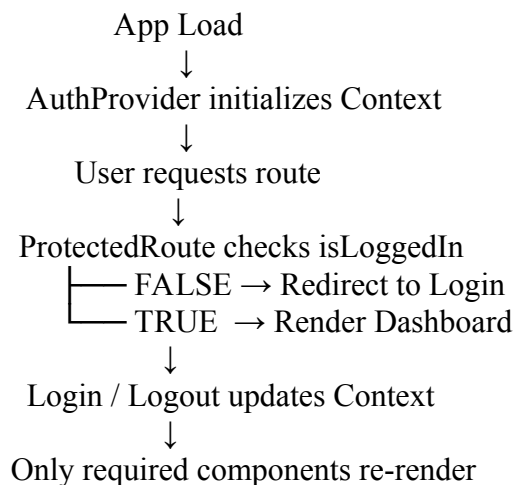 App Load
↓
AuthProvider initializes Context
↓
User requests route
↓
ProtectedRoute checks isLoggedIn
├── FALSE → Redirect to Login
└── TRUE → Render Dashboard
↓
Login / Logout updates Context
↓
Only required components re-render